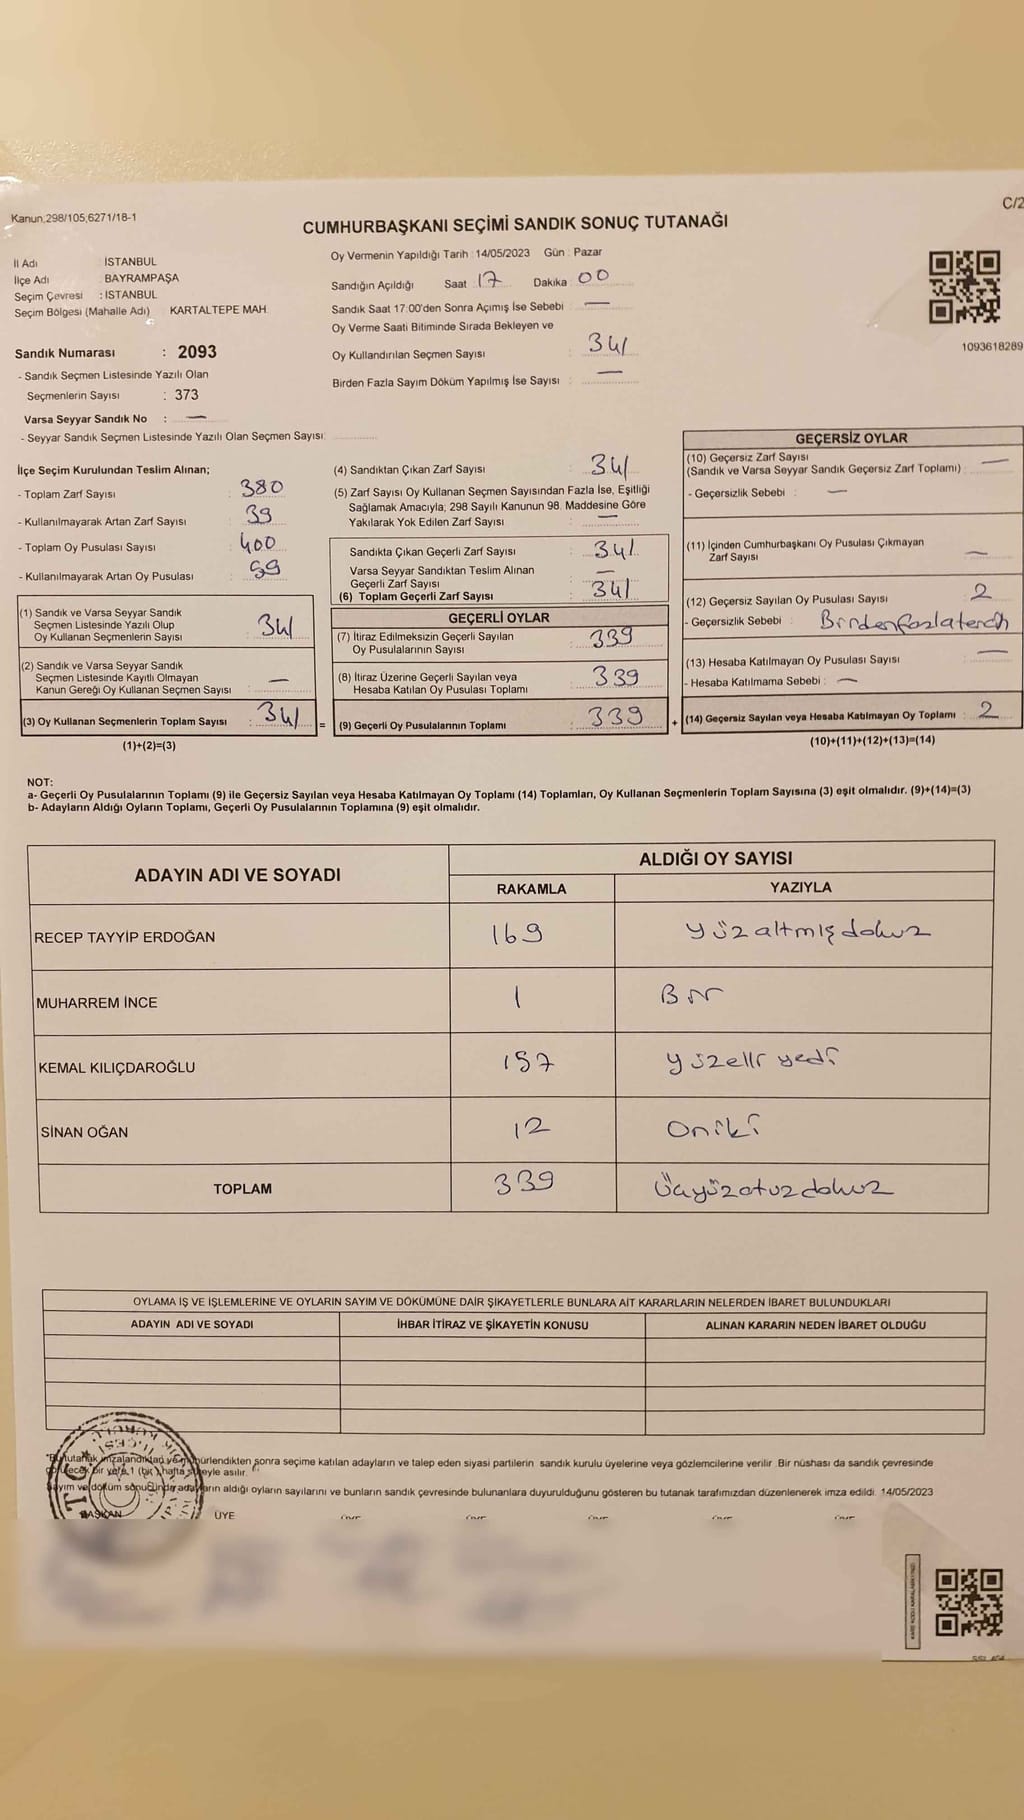 Kanun,298/105,6271/18-1
C/2
CUMHURBAŞKANI SEÇİMİ SANDIK SONUÇ TUTANAĞI
İl Adı : İSTANBUL
İlçe Adı : BAYRAMPAŞA
Seçim Çevresi : İSTANBUL
Seçim Bölgesi (Mahalle Adı) KARTALTEPE MAH.
Sandık Numarası : 2093
- Sandık Seçmen Listesinde Yazılı Olan
Seçmenlerin Sayısı : 373
Varsa Seyyar Sandık No : —
- Seyyar Sandık Seçmen Listesinde Yazılı Olan Seçmen Sayısı:
Oy Vermenin Yapıldığı Tarih : 14/05/2023 Gün : Pazar
Sandığın Açıldığı Saat : 17 Dakika : 00
Sandık Saat 17:00'den Sonra Açımış İse Sebebi : —
Oy Verme Saati Bitiminde Sırada Bekleyen ve
Oy Kullandırılan Seçmen Sayısı : 341
Birden Fazla Sayım Döküm Yapılmış İse Sayısı : —
1093618289
İlçe Seçim Kurulundan Teslim Alınan;
- Toplam Zarf Sayısı : 380
- Kullanılmayarak Artan Zarf Sayısı : 39
- Toplam Oy Pusulası Sayısı : 400
- Kullanılmayarak Artan Oy Pusulası : 59
(1) Sandık ve Varsa Seyyar Sandık
Seçmen Listesinde Yazılı Olup
Oy Kullanan Seçmenlerin Sayısı : 341
(2) Sandık ve Varsa Seyyar Sandık
Seçmen Listesinde Kayıtlı Olmayan
Kanun Gereği Oy Kullanan Seçmen Sayısı : —
(3) Oy Kullanan Seçmenlerin Toplam Sayısı : 341 =
(1)+(2)=(3)
(4) Sandıktan Çıkan Zarf Sayısı : 341
(5) Zarf Sayısı Oy Kullanan Seçmen Sayısından Fazla İse, Eşitliği
Sağlamak Amacıyla; 298 Sayılı Kanunun 98. Maddesine Göre
Yakılarak Yok Edilen Zarf Sayısı : —
Sandıkta Çıkan Geçerli Zarf Sayısı : 341
Varsa Seyyar Sandıktan Teslim Alınan
Geçerli Zarf Sayısı : —
(6) Toplam Geçerli Zarf Sayısı : 341
GEÇERLİ OYLAR
(7) İtiraz Edilmeksizin Geçerli Sayılan
Oy Pusulalarının Sayısı : 339
(8) İtiraz Üzerine Geçerli Sayılan veya
Hesaba Katılan Oy Pusulası Toplamı : 339
(9) Geçerli Oy Pusulalarının Toplamı : 339 +
GEÇERSİZ OYLAR
(10) Geçersiz Zarf Sayısı
(Sandık ve Varsa Seyyar Sandık Geçersiz Zarf Toplamı) : —
- Geçersizlik Sebebi : —
(11) İçinden Cumhurbaşkanı Oy Pusulası Çıkmayan
Zarf Sayısı : —
(12) Geçersiz Sayılan Oy Pusulası Sayısı : 2
- Geçersizlik Sebebi : Birdenfazlatercih
(13) Hesaba Katılmayan Oy Pusulası Sayısı : —
- Hesaba Katılmama Sebebi : —
(14) Geçersiz Sayılan veya Hesaba Katılmayan Oy Toplamı : 2
(10)+(11)+(12)+(13)=(14)
NOT:
a- Geçerli Oy Pusulalarının Toplamı (9) ile Geçersiz Sayılan veya Hesaba Katılmayan Oy Toplamı (14) Toplamları, Oy Kullanan Seçmenlerin Toplam Sayısına (3) eşit olmalıdır. (9)+(14)=(3)
b- Adayların Aldığı Oyların Toplamı, Geçerli Oy Pusulalarının Toplamına (9) eşit olmalıdır.
ADAYIN ADI VE SOYADI
ALDIĞI OY SAYISI
RAKAMLA YAZIYLA
RECEP TAYYİP ERDOĞAN 169 yüzaltmışdokuz
MUHARREM İNCE 1 Bir
KEMAL KILIÇDAROĞLU 157 yüzelli yedi
SİNAN OĞAN 12 Oniki
TOPLAM 339 üçyüzotuzdokuz
OYLAMA İŞ VE İŞLEMLERİNE VE OYLARIN SAYIM VE DÖKÜMÜNE DAİR ŞİKAYETLERLE BUNLARA AİT KARARLARIN NELERDEN İBARET BULUNDUKLARI
ADAYIN ADI VE SOYADI İHBAR İTİRAZ VE ŞİKAYETİN KONUSU ALINAN KARARIN NEDEN İBARET OLDUĞU
*Bu tutanak imzalandıktan ve mühürlendikten sonra seçime katılan adayların ve talep eden siyasi partilerin sandık kurulu üyelerine veya gözlemcilerine verilir. Bir nüshası da sandık çevresinde
görülecek bir yere 1 (bir) hafta süreyle asılır.
Sayım ve döküm sonucunda adayların aldığı oyların sayılarını ve bunların sandık çevresinde bulunanlara duyurulduğunu gösteren bu tutanak tarafımızdan düzenlenerek imza edildi. 14/05/2023
BAŞKAN ÜYE